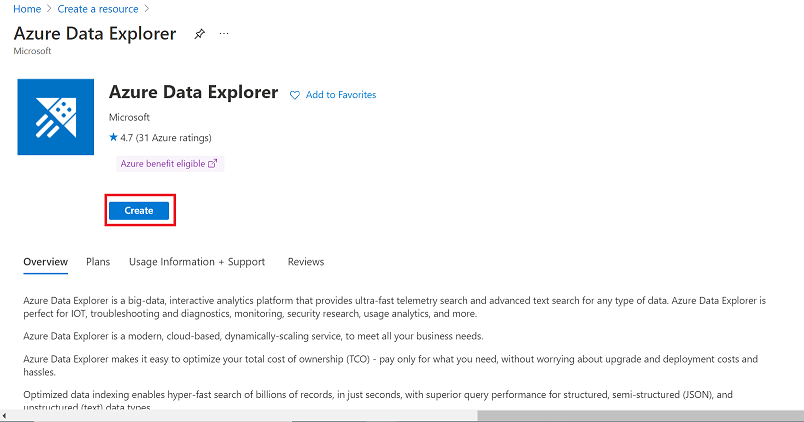 Home > Create a resource >
Azure Data Explorer ...
Microsoft
Azure Data Explorer Add to Favorites
Microsoft
★ 4.7 (31 Azure ratings)
Azure benefit eligible
Create
Overview Plans Usage Information + Support Reviews
Azure Data Explorer is a big-data, interactive analytics platform that provides ultra-fast telemetry search and advanced text search for any type of data. Azure Data Explorer is
perfect for IOT, troubleshooting and diagnostics, monitoring, security research, usage analytics, and more.
Azure Data Explorer is a modern, cloud-based, dynamically-scaling service, to meet all your business needs.
Azure Data Explorer makes it easy to optimize your total cost of ownership (TCO) - pay only for what you need, without worrying about upgrade and deployment costs and
hassles.
Optimized data indexing enables hyper-fast search of billions of records, in just seconds, with superior query performance for structured, semi-structured (JSON), and
unstructured (text) data types.